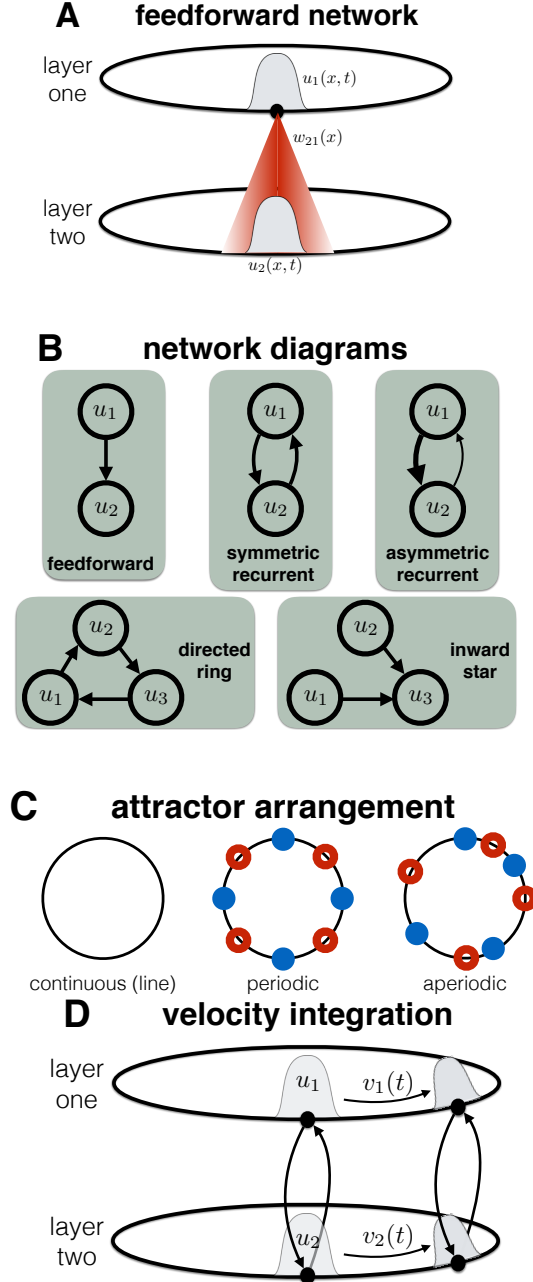 A feedforward network
layer
one
u₁(x, t)
w₂₁(x)
layer
two
u₂(x, t)
B network diagrams
u₁
u₂
feedforward
u₁
u₂
symmetric
recurrent
u₁
u₂
asymmetric
recurrent
u₂
u₁
u₃
directed
ring
u₂
u₁
u₃
inward
star
C attractor arrangement
continuous (line)
periodic
aperiodic
D velocity integration
layer
one
u₁
v₁(t)
layer
two
u₂
v₂(t)